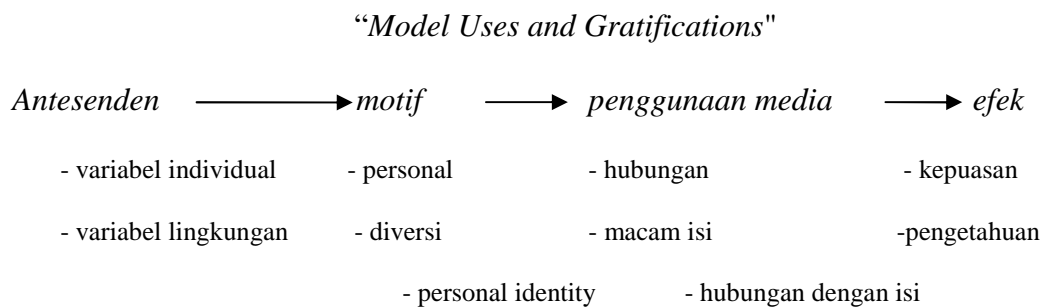 “Model Uses and Gratifications"
Antesenden motif penggunaan media efek
- variabel individual - personal - hubungan - kepuasan
- variabel lingkungan - diversi - macam isi -pengetahuan
- personal identity - hubungan dengan isi